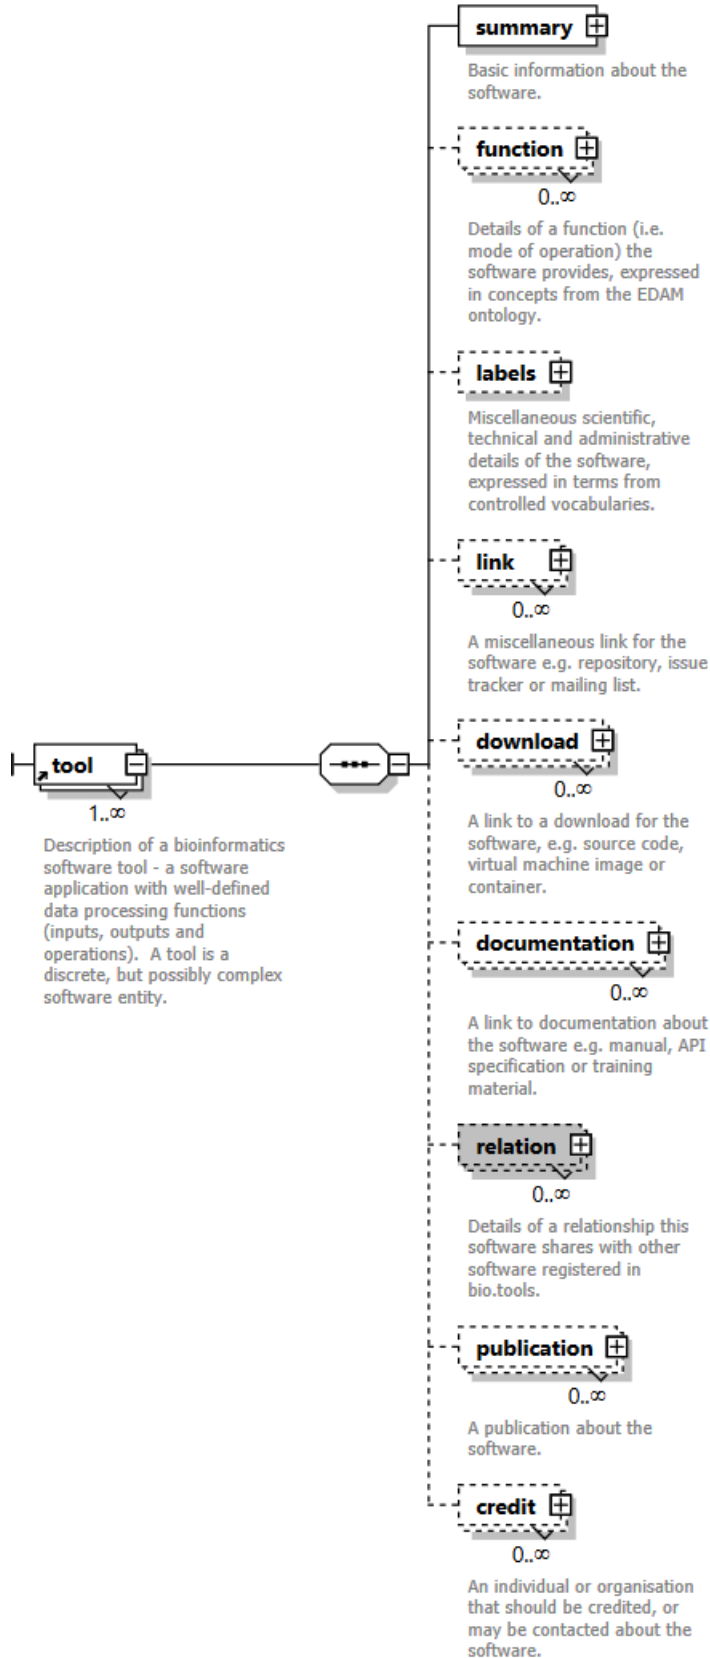 summary
Basic information about the
software.
function
0..∞
Details of a function (i.e.
mode of operation) the
software provides, expressed
in concepts from the EDAM
ontology.
labels
Miscellaneous scientific,
technical and administrative
details of the software,
expressed in terms from
controlled vocabularies.
link
0..∞
A miscellaneous link for the
software e.g. repository, issue
tracker or mailing list.
tool
1..∞
Description of a bioinformatics
software tool - a software
application with well-defined
data processing functions
(inputs, outputs and
operations).  A tool is a
discrete, but possibly complex
software entity.
download
0..∞
A link to a download for the
software, e.g. source code,
virtual machine image or
container.
documentation
0..∞
A link to documentation about
the software e.g. manual, API
specification or training
material.
relation
0..∞
Details of a relationship this
software shares with other
software registered in
bio.tools.
publication
0..∞
A publication about the
software.
credit
0..∞
An individual or organisation
that should be credited, or
may be contacted about the
software.